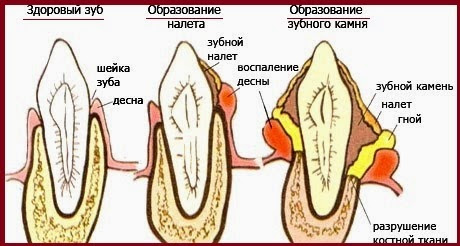 Здоровый зуб
Образование
налета
Образование
зубного камня
шейка
зуба
десна
зубной
налет
воспаление
десны
зубной камень
налет
гной
разрушение
костной ткани